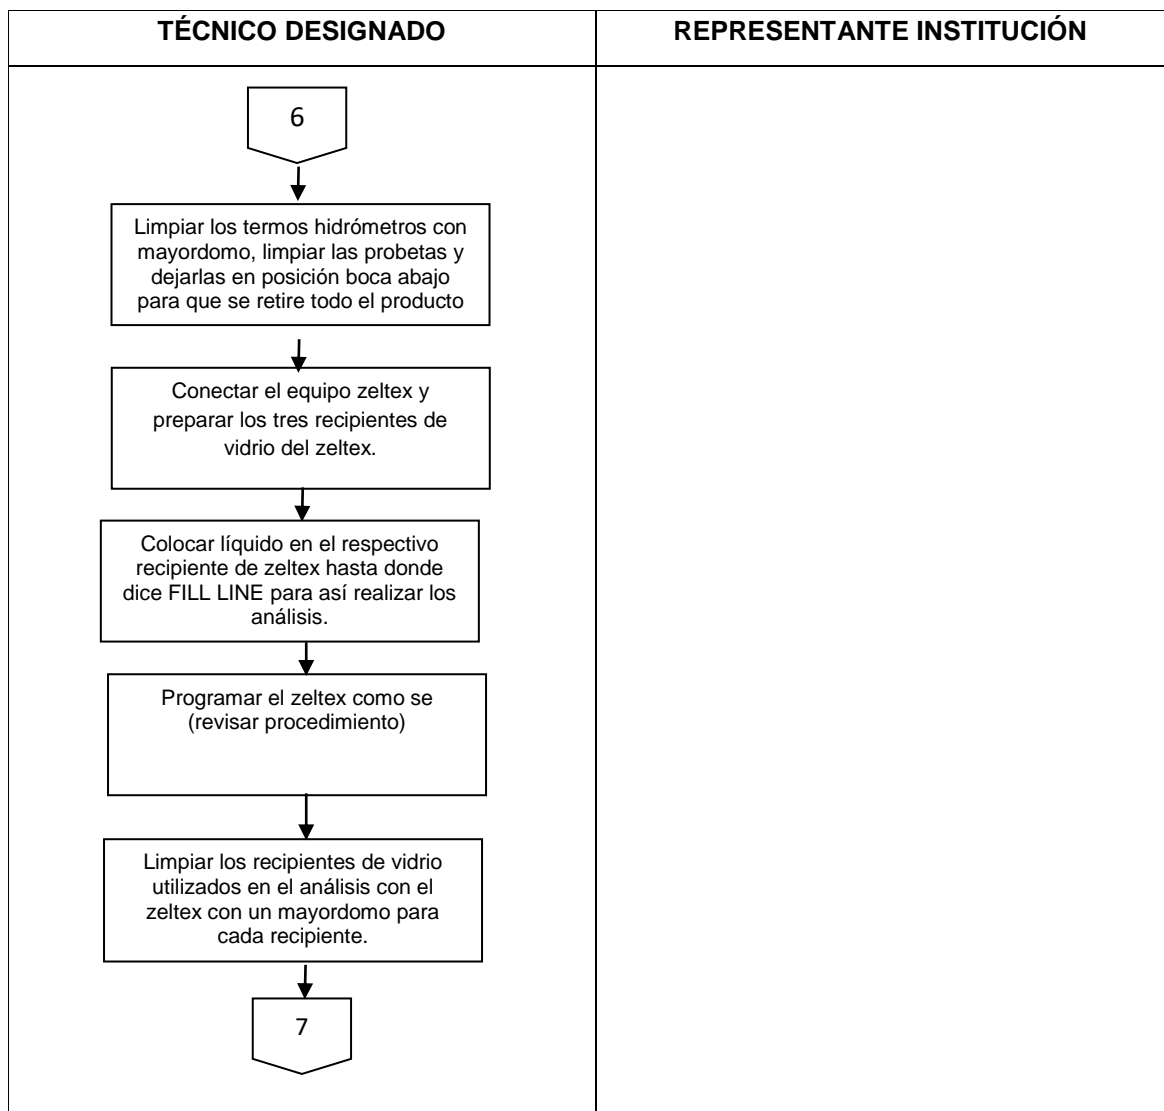 TÉCNICO DESIGNADO
REPRESENTANTE INSTITUCIÓN
6
Limpiar los termos hidrómetros con
mayordomo, limpiar las probetas y
dejarlas en posición boca abajo
para que se retire todo el producto
Conectar el equipo zeltex y
preparar los tres recipientes de
vidrio del zeltex.
Colocar líquido en el respectivo
recipiente de zeltex hasta donde
dice FILL LINE para así realizar los
análisis.
Programar el zeltex como se
(revisar procedimiento)
Limpiar los recipientes de vidrio
utilizados en el análisis con el
zeltex con un mayordomo para
cada recipiente.
7